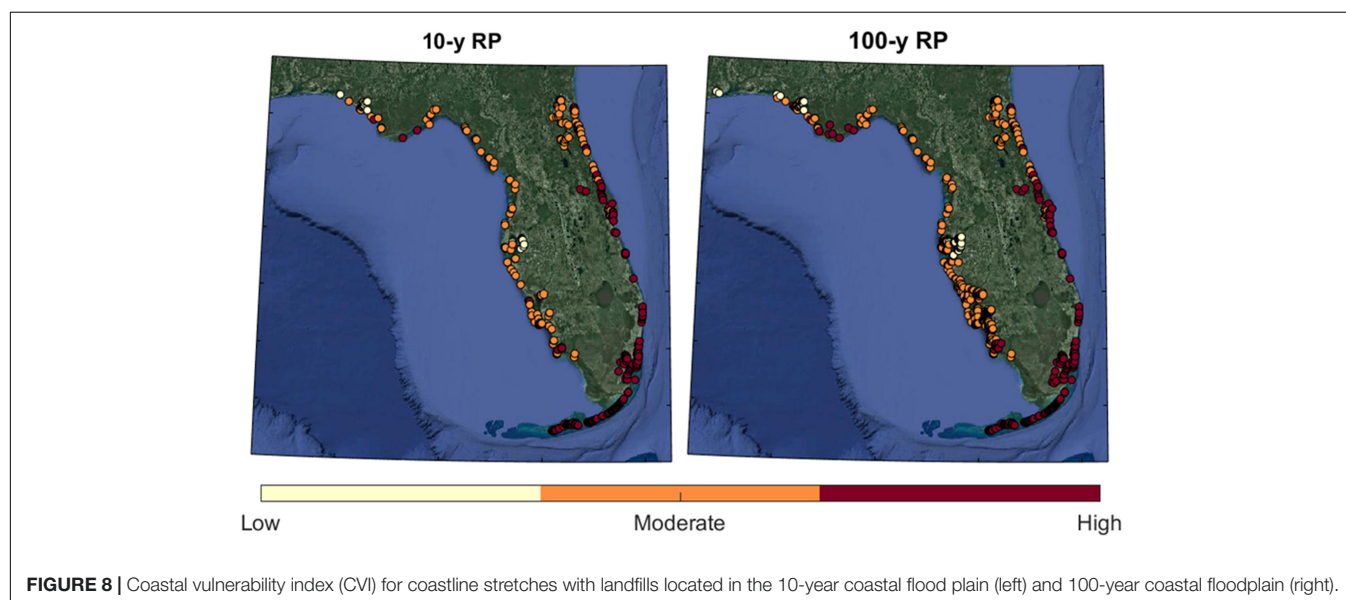 10-y RP
100-y RP
Low
Moderate
High
FIGURE 8 | Coastal vulnerability index (CVI) for coastline stretches with landfills located in the 10-year coastal flood plain (left) and 100-year coastal floodplain (right).